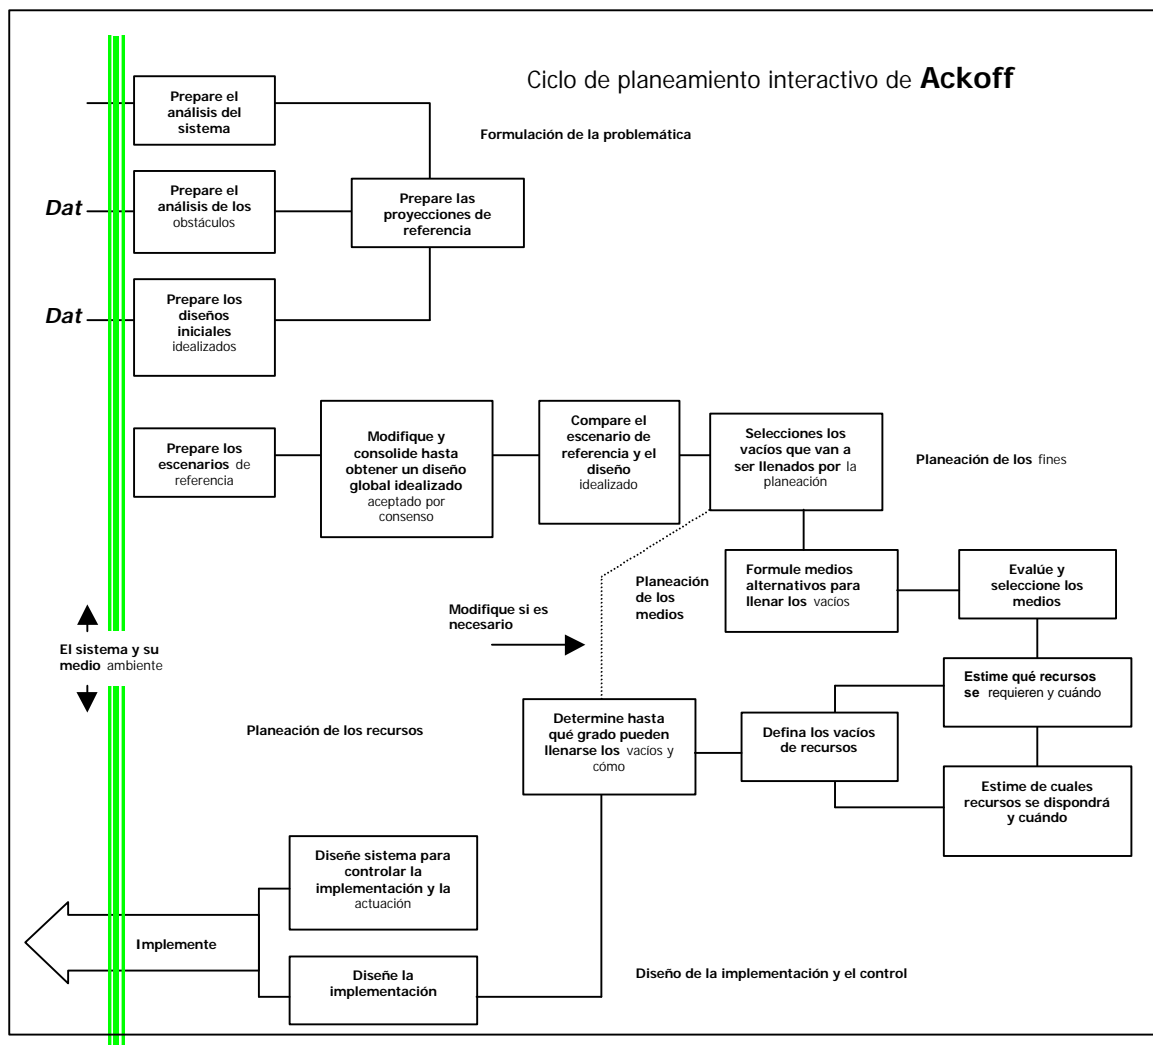 Ciclo de planeamiento interactivo de Ackoff
Prepare el
análisis del
sistema
Formulación de la problemática
Dat
Prepare el
análisis de los
obstáculos
Prepare las
proyecciones de
referencia
Dat
Prepare los
diseños
iniciales
idealizados
Prepare los
escenarios de
referencia
Modifique y
consolide hasta
obtener un diseño
global idealizado
aceptado por
consenso
Compare el
escenario de
referencia y el
diseño
idealizado
Selecciones los
vacíos que van a
ser llenados por la
planeación
Planeación de los fines
Planeación
de los
medios
Formule medios
alternativos para
llenar los vacíos
Evalúe y
seleccione los
medios
Modifique si es
necesario
El sistema y su
medio ambiente
Estime qué recursos
se requieren y cuándo
Planeación de los recursos
Determine hasta
qué grado pueden
llenarse los vacíos y
cómo
Defina los vacíos
de recursos
Estime de cuales
recursos se dispondrá
y cuándo
Diseñe sistema para
controlar la
implementación y la
actuación
Implemente
Diseñe la
implementación
Diseño de la implementación y el control